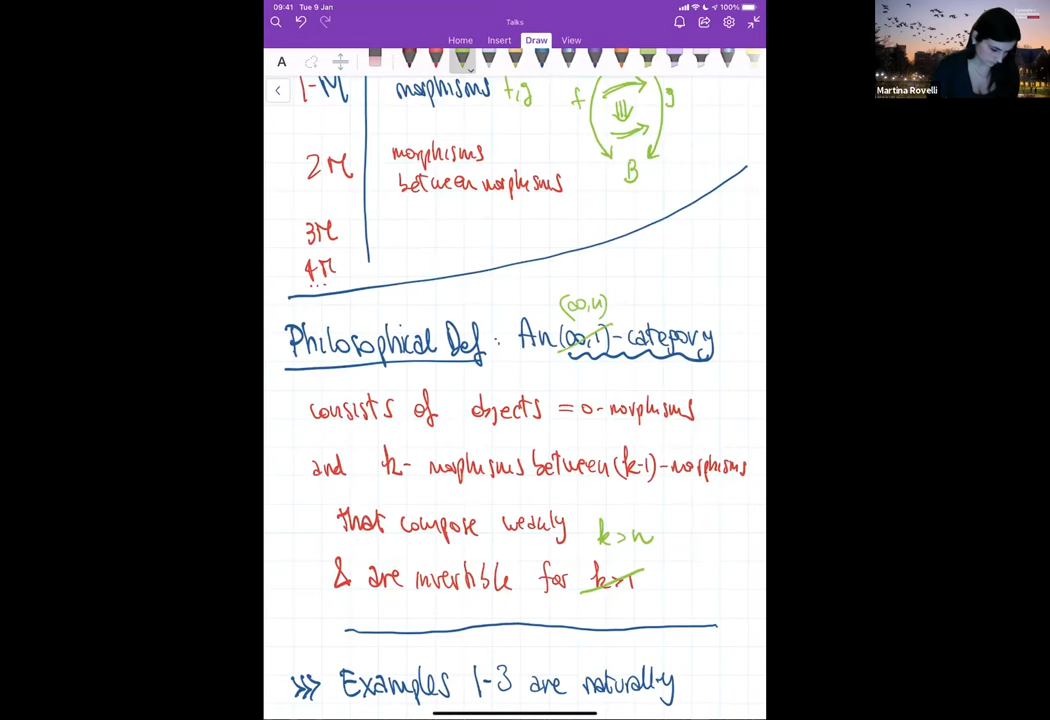 09:41 Tue 9 Jan
100%
Talks
Home Insert Draw View
Martina Rovelli
1-M morphisms f,g
f g
B
2M morphisms
between morphisms
3M
4M
...
(∞,n)
Philosophical Def: An (∞,1)-category
consists of objects = 0-morphisms
and k-morphisms between (k-1)-morphisms
that compose weakly k>n
& are invertible for k>1
>>> Examples 1-3 are naturally